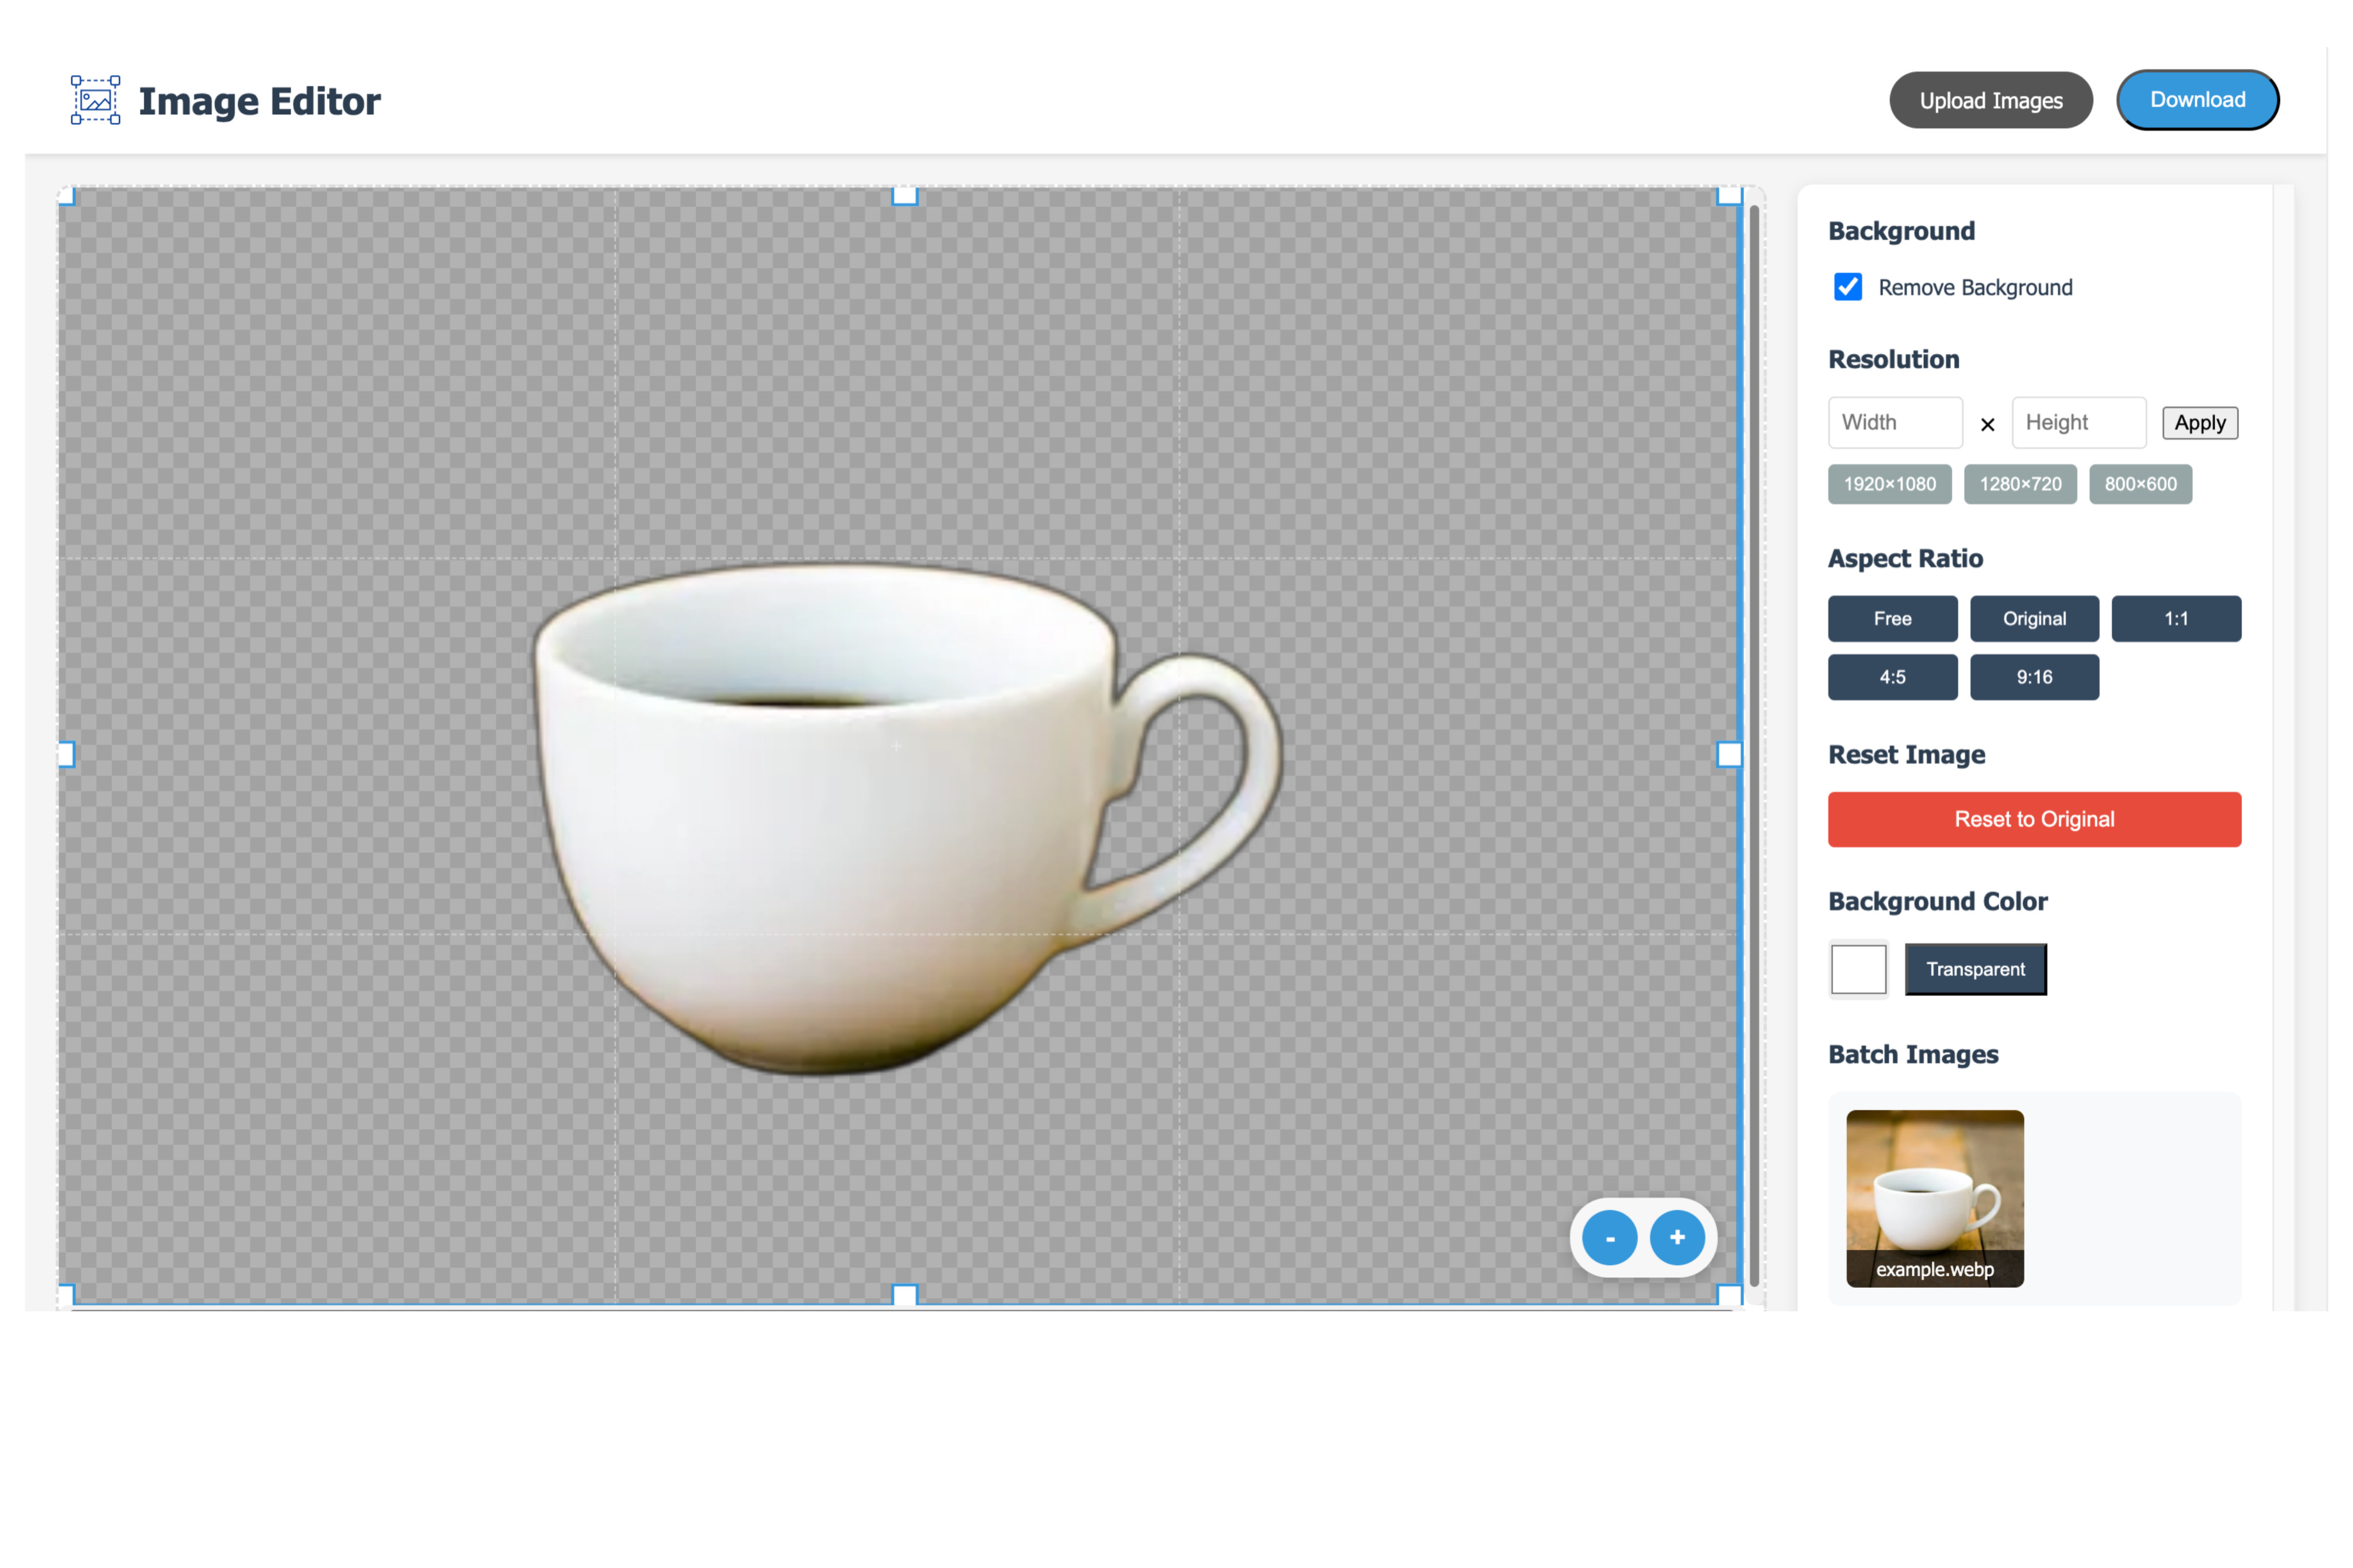 Image Editor
Upload Images
Download
Background
Remove Background
Resolution
Width × Height Apply
1920×1080 1280×720 800×600
Aspect Ratio
Free Original 1:1
4:5 9:16
Reset Image
Reset to Original
Background Color
Transparent
Batch Images
example.webp
- +